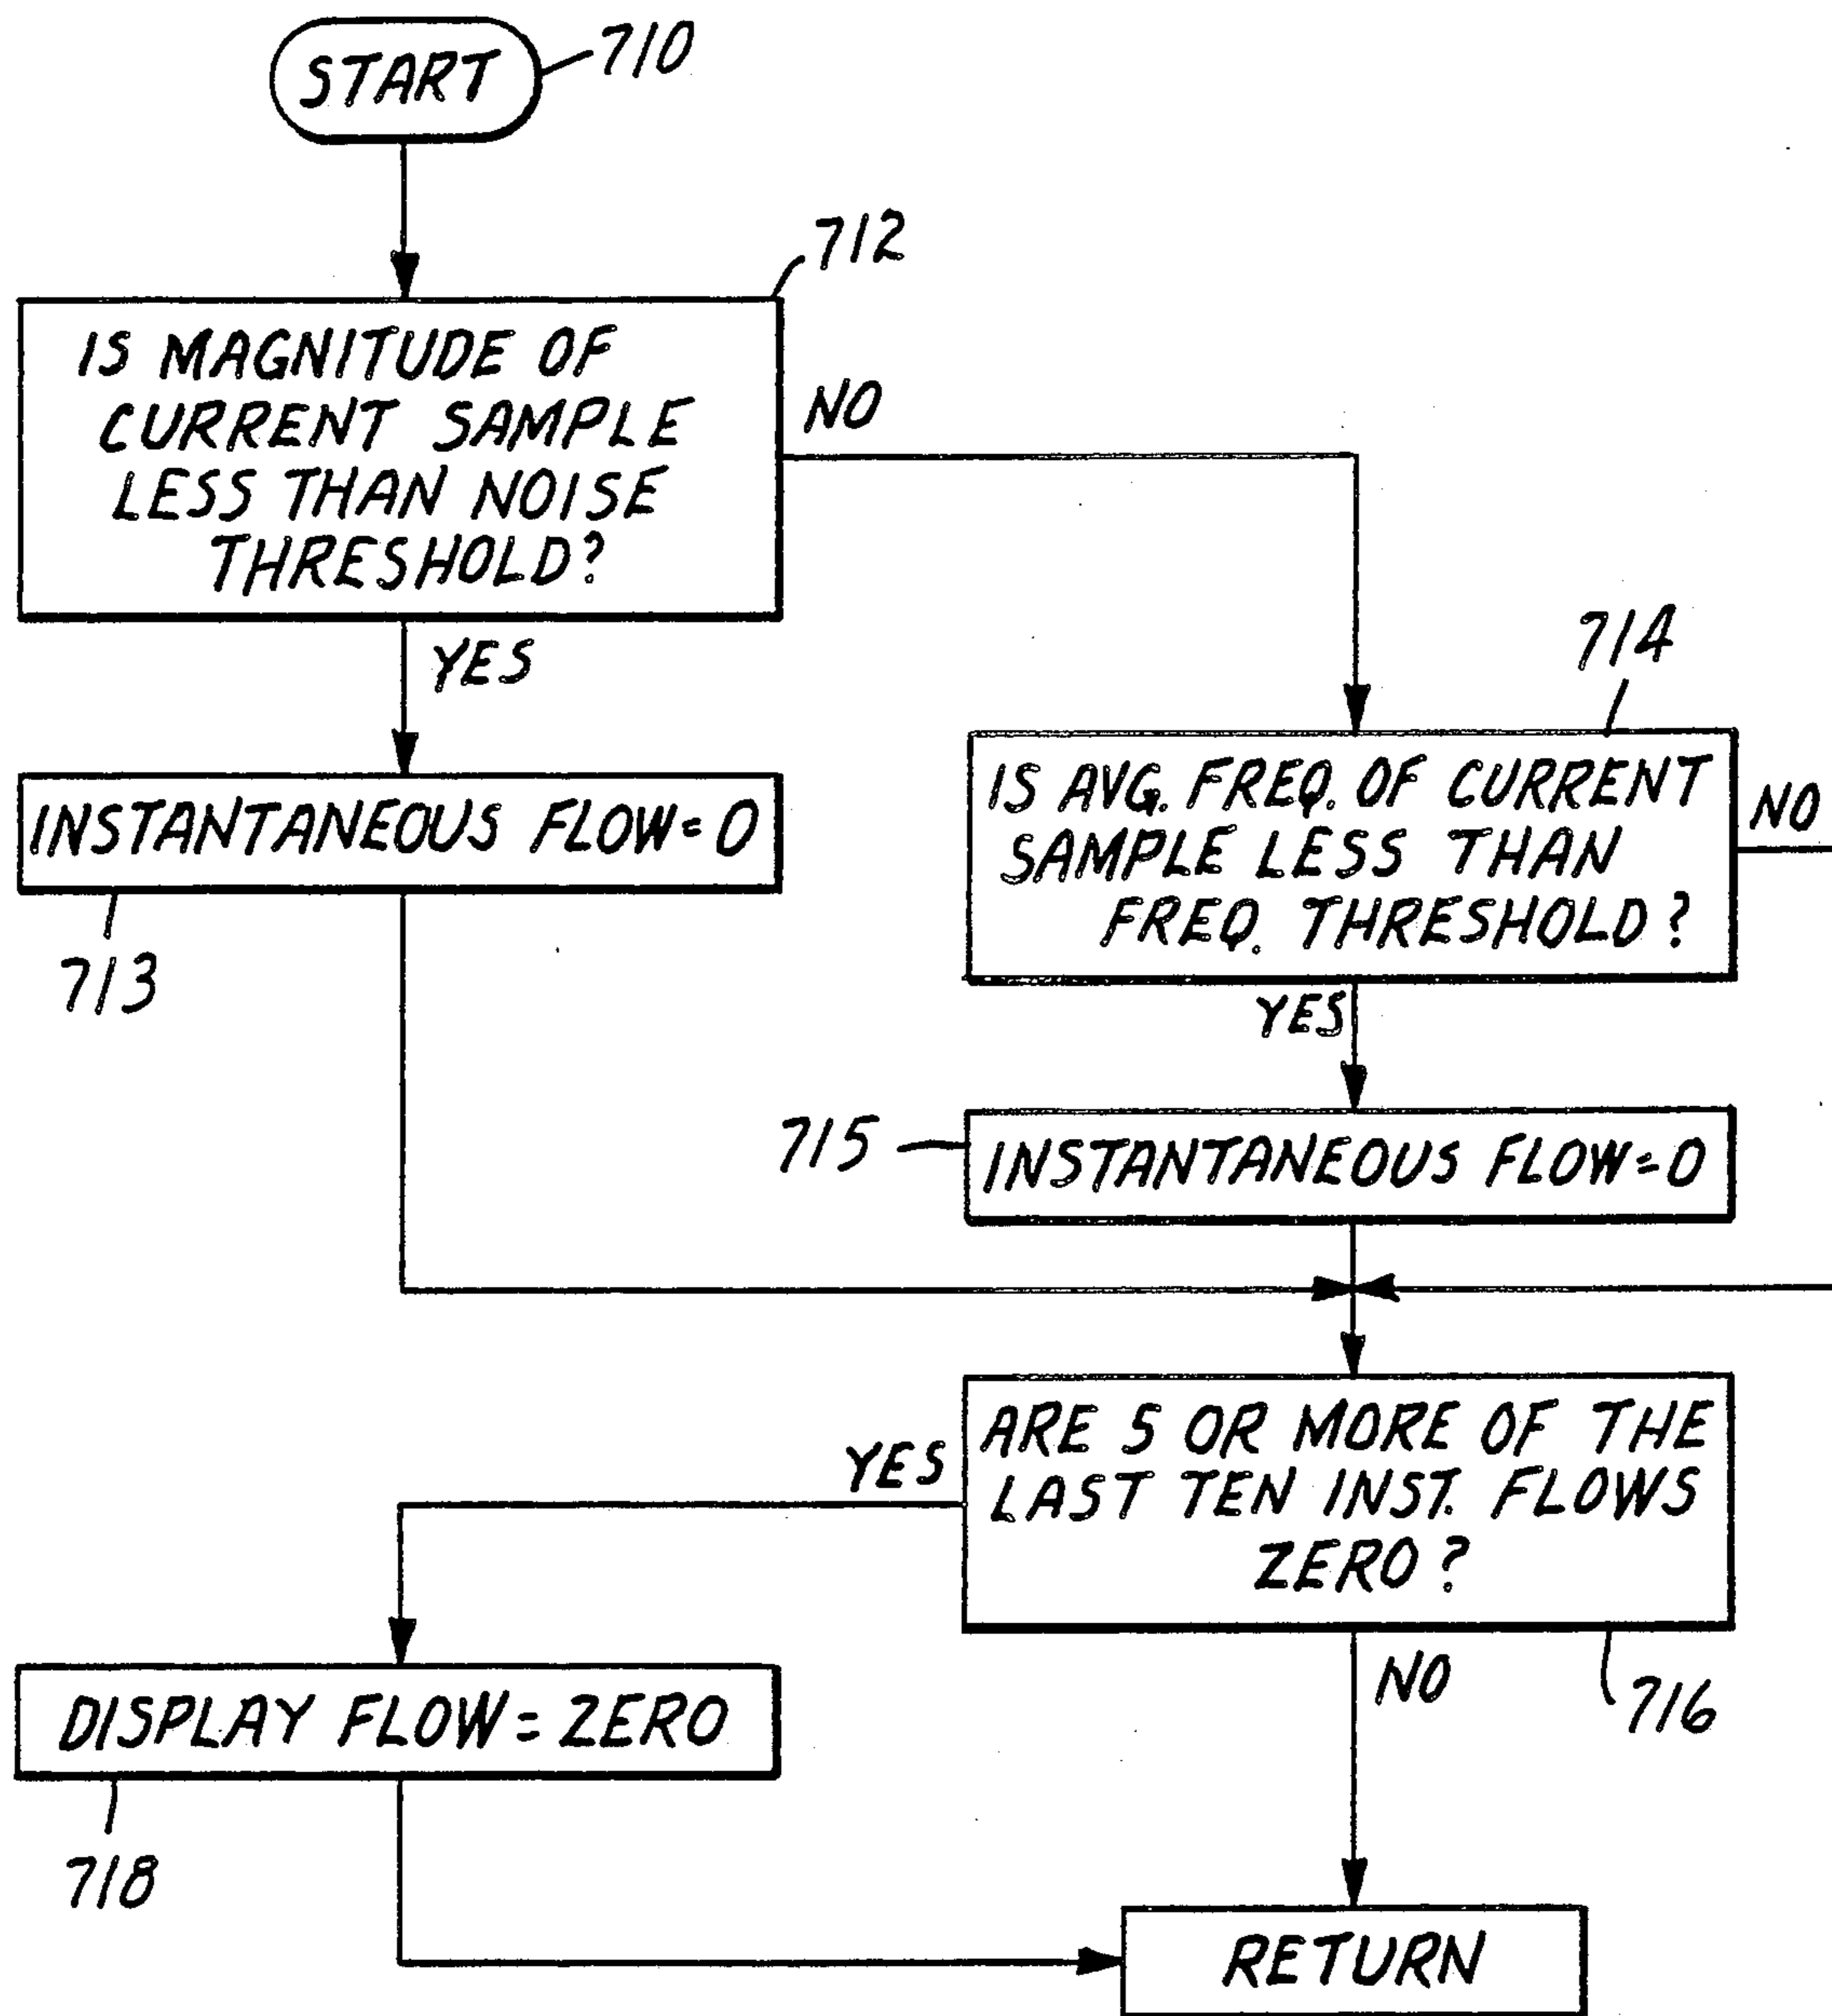 START
710
712
IS MAGNITUDE OF
CURRENT SAMPLE
LESS THAN NOISE
THRESHOLD?
NO
YES
714
INSTANTANEOUS FLOW=0
713
IS AVG. FREQ. OF CURRENT
SAMPLE LESS THAN
FREQ. THRESHOLD?
NO
YES
715
INSTANTANEOUS FLOW=0
ARE 5 OR MORE OF THE
LAST TEN INST. FLOWS
ZERO?
YES
NO
716
DISPLAY FLOW=ZERO
718
RETURN